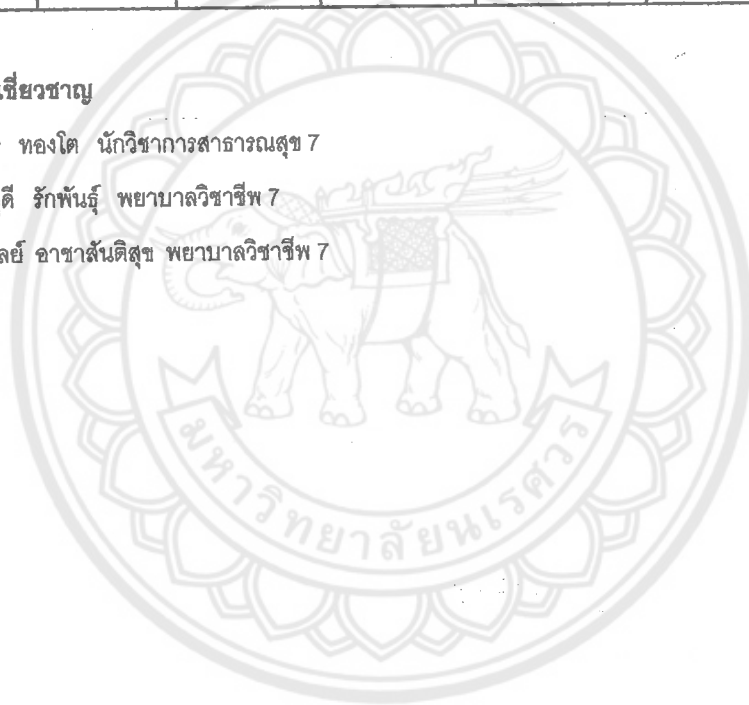 เชี่ยวชาญ
ทองโต นักวิชาการสาธารณสุข 7
ดี รักพันธุ์ พยาบาลวิชาชีพ 7
ลย์ อาชาสันติสุข พยาบาลวิชาชีพ 7
มหาวิทยาลัยนเรศวร